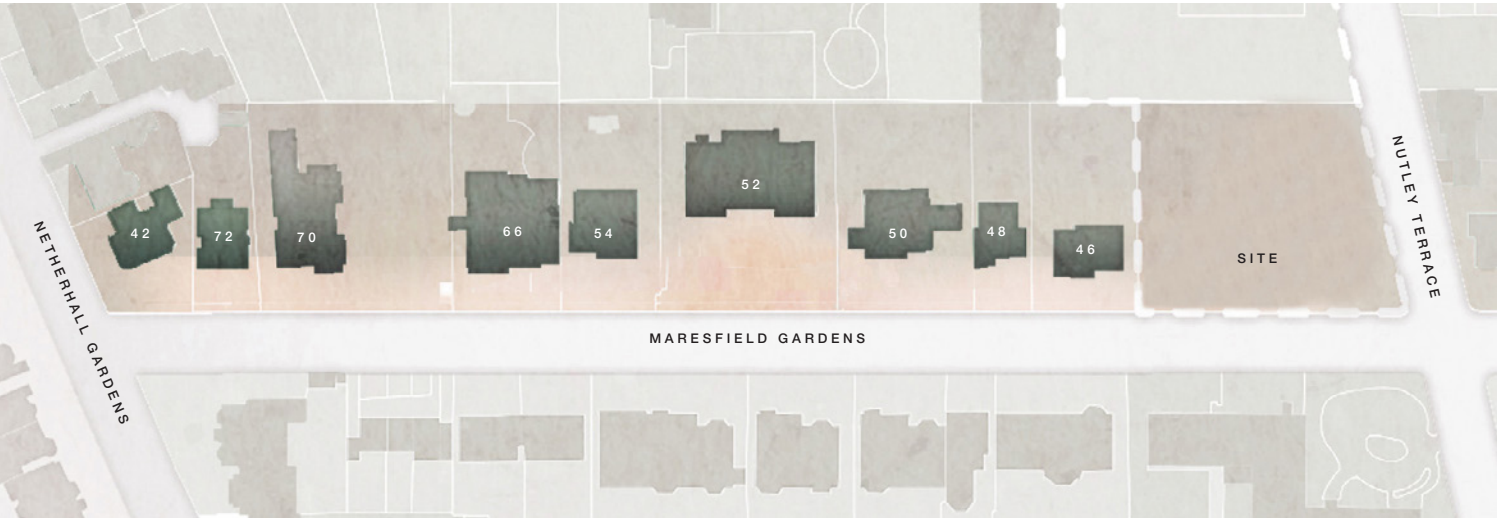 52
42
72
70
66
54
50
48
46
SITE
NETHERHALL GARDENS
MARESFIELD GARDENS
NUTLEY TERRACE